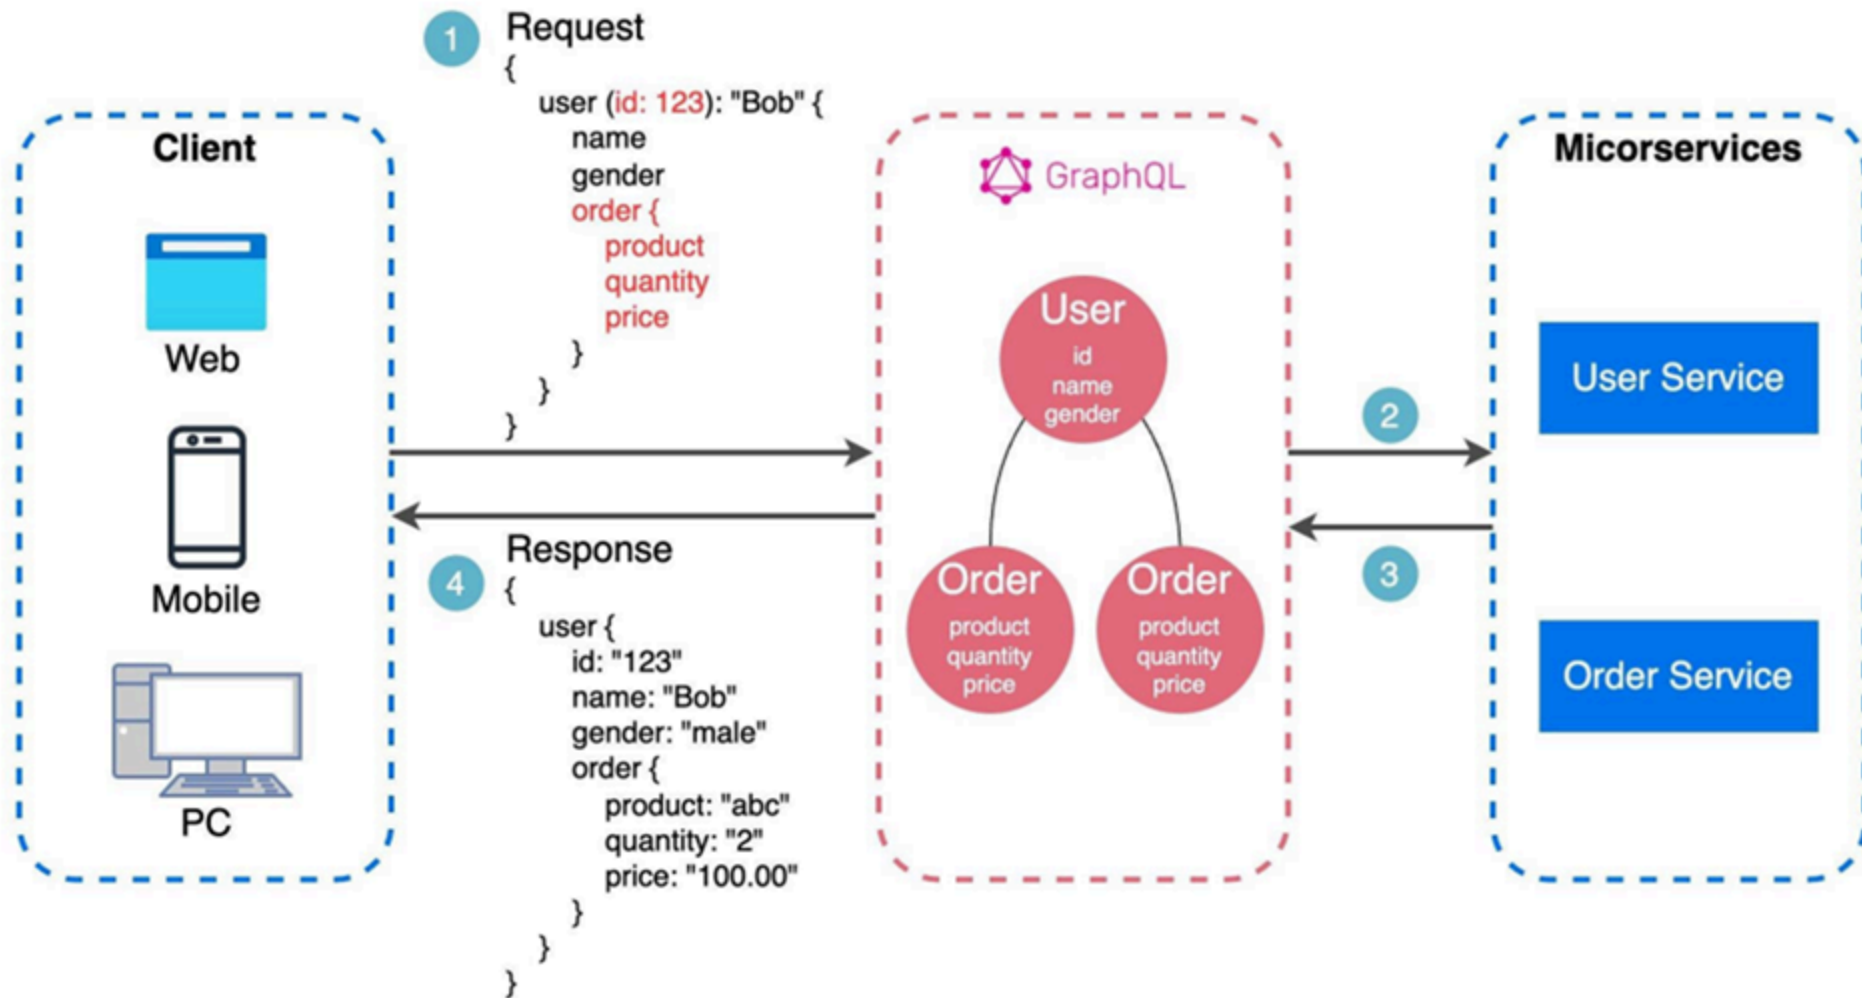 1
Request
{
user (id: 123): "Bob" {
name
gender
order {
product
quantity
price
}
}
}
Client
Web
Mobile
PC
4
Response
{
user {
id: "123"
name: "Bob"
gender: "male"
order {
product: "abc"
quantity: "2"
price: "100.00"
}
}
}
GraphQL
User
id
name
gender
Order
product
quantity
price
Order
product
quantity
price
2
3
Micorservices
User Service
Order Service